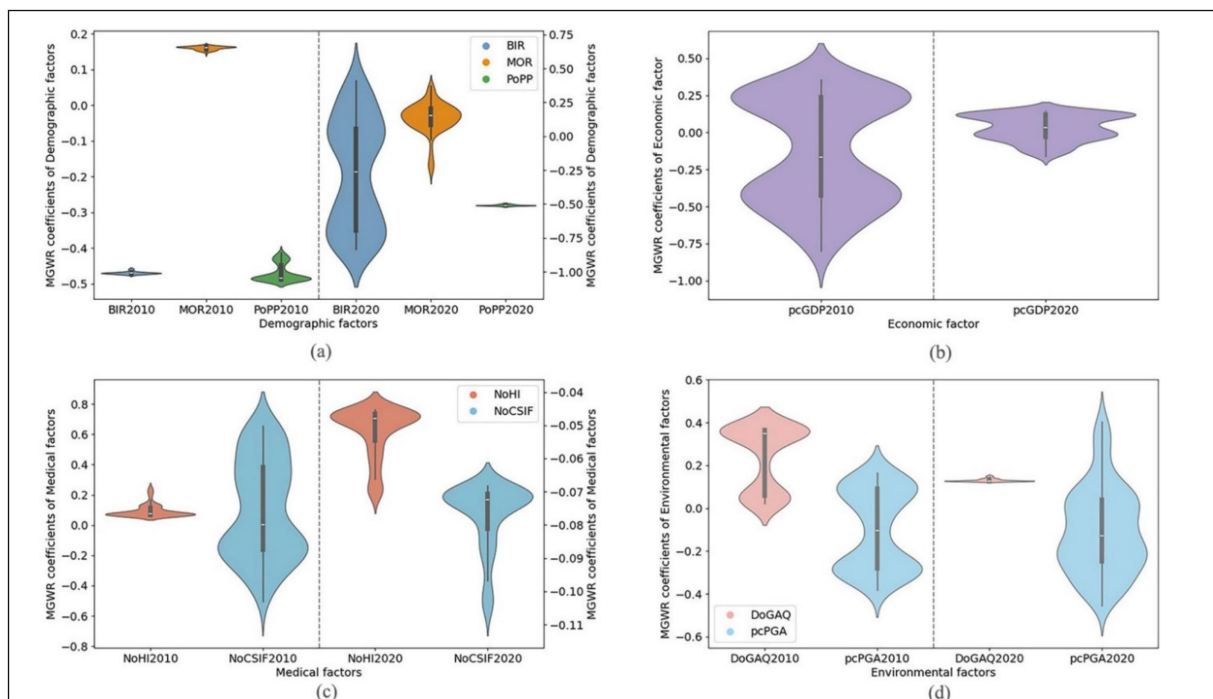 MGWR coefficients of Demographic factors
0.2
0.1
0.0
−0.1
−0.2
−0.3
−0.4
−0.5
BIR
MOR
PoPP
0.75
0.50
0.25
0.00
−0.25
−0.50
−0.75
−1.00
MGWR coefficients of Demographic factors
BIR2010 MOR2010 PoPP2010 BIR2020 MOR2020 PoPP2020
Demographic factors
(a)
MGWR coefficients of Economic factor
0.50
0.25
0.00
−0.25
−0.50
−0.75
−1.00
pcGDP2010 pcGDP2020
Economic factor
(b)
MGWR coefficients of Medical factors
0.8
0.6
0.4
0.2
0.0
−0.2
−0.4
−0.6
−0.8
NoHI
NoCSIF
−0.04
−0.05
−0.06
−0.07
−0.08
−0.09
−0.10
−0.11
MGWR coefficients of Medical factors
NoHI2010 NoCSIF2010 NoHI2020 NoCSIF2020
Medical factors
(c)
MGWR coefficients of Environmental factors
0.6
0.4
0.2
0.0
−0.2
−0.4
−0.6
DoGAQ
pcPGA
DoGAQ2010 pcPGA2010 DoGAQ2020 pcPGA2020
Environmental factors
(d)